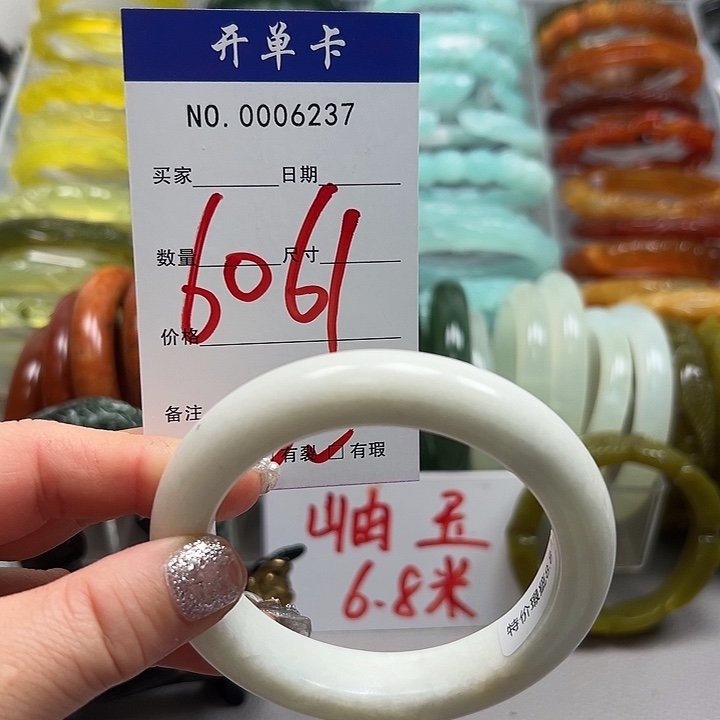 开单卡
NO.0006237
买家 日期
6061
数量 尺寸
价格
备注
有裂 □ 有瑕
岫玉
6.8米